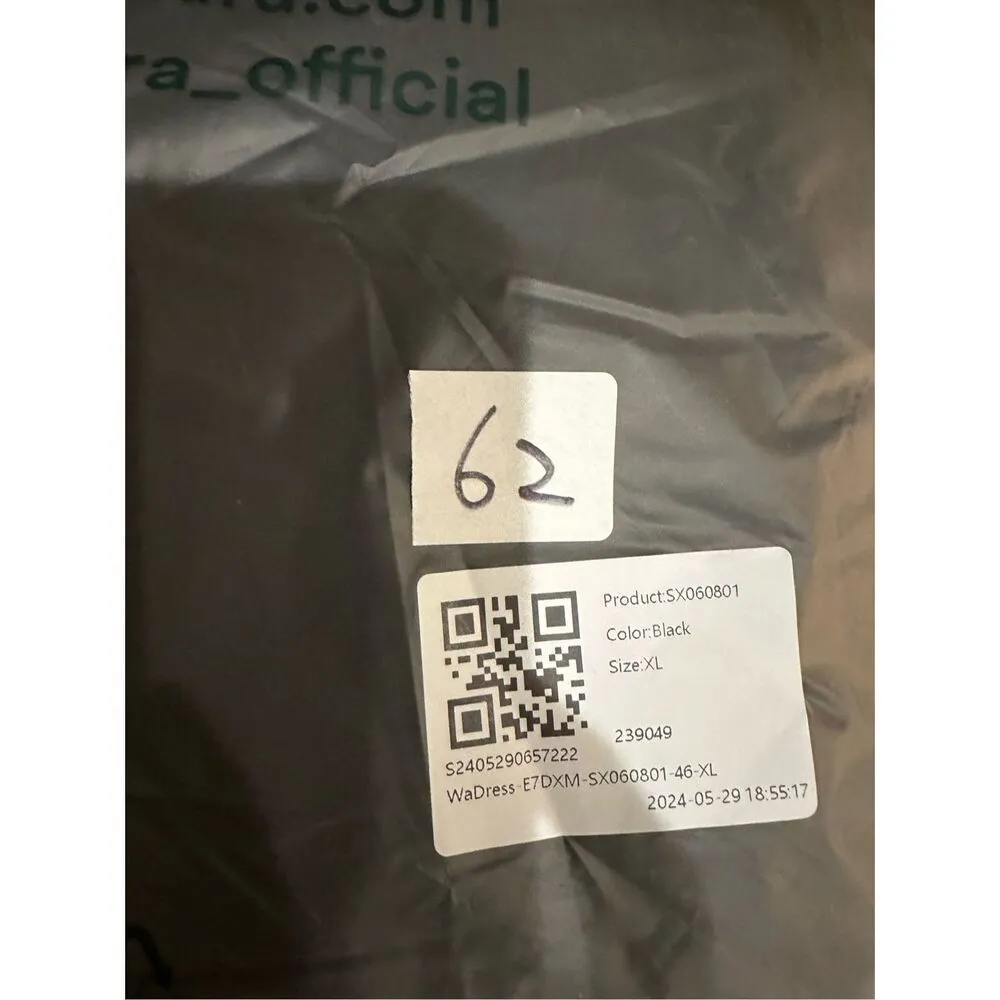 ra_official
62
Product:SX060801
Color:Black
Size:XL
239049
S2405290657222
WaDress-E7DXM-SX060801-46-XL
2024-05-29 18:55:17